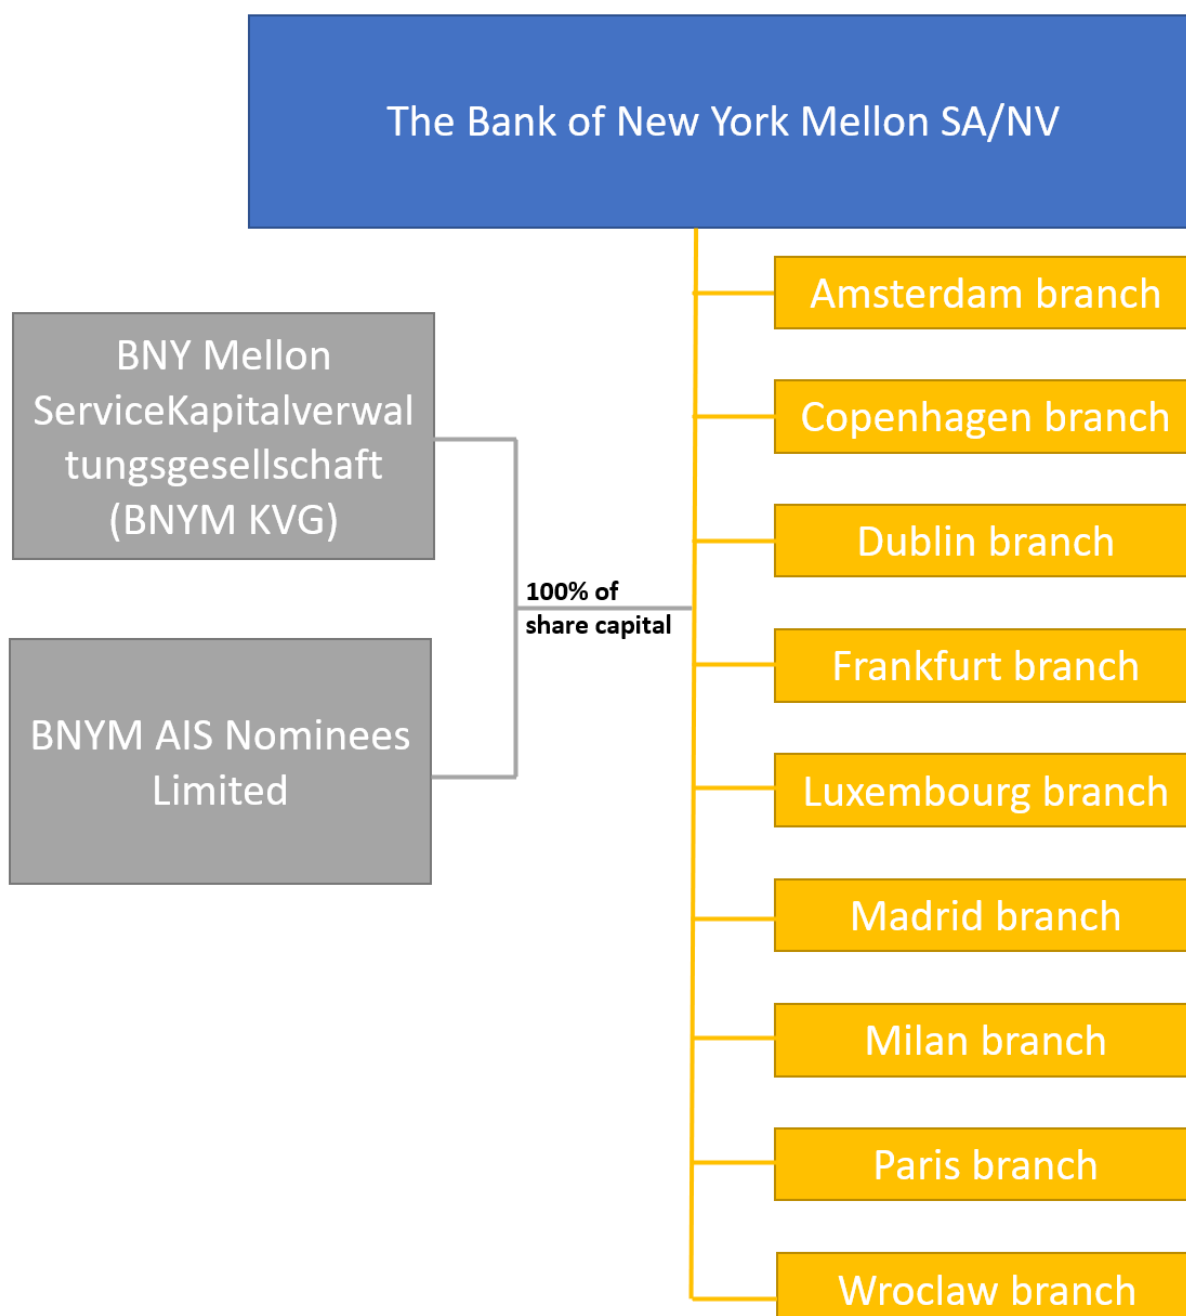 The Bank of New York Mellon SA/NV
Amsterdam branch
BNY Mellon
ServiceKapitalverwal
tungsgesellschaft
(BNYM KVG)
Copenhagen branch
Dublin branch
100% of
share capital
Frankfurt branch
BNYM AIS Nominees
Limited
Luxembourg branch
Madrid branch
Milan branch
Paris branch
Wroclaw branch